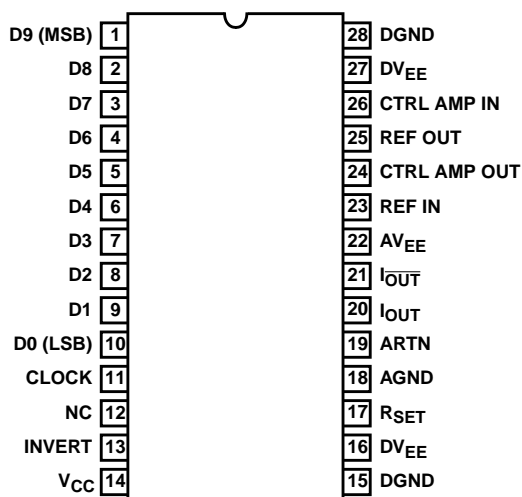 D9 (MSB) 1 28 DGND
D8 2 27 DVEE
D7 3 26 CTRL AMP IN
D6 4 25 REF OUT
D5 5 24 CTRL AMP OUT
D4 6 23 REF IN
D3 7 22 AVEE
D2 8 21 I̅O̅U̅T̅
D1 9 20 IOUT
D0 (LSB) 10 19 ARTN
CLOCK 11 18 AGND
NC 12 17 RSET
INVERT 13 16 DVEE
VCC 14 15 DGND